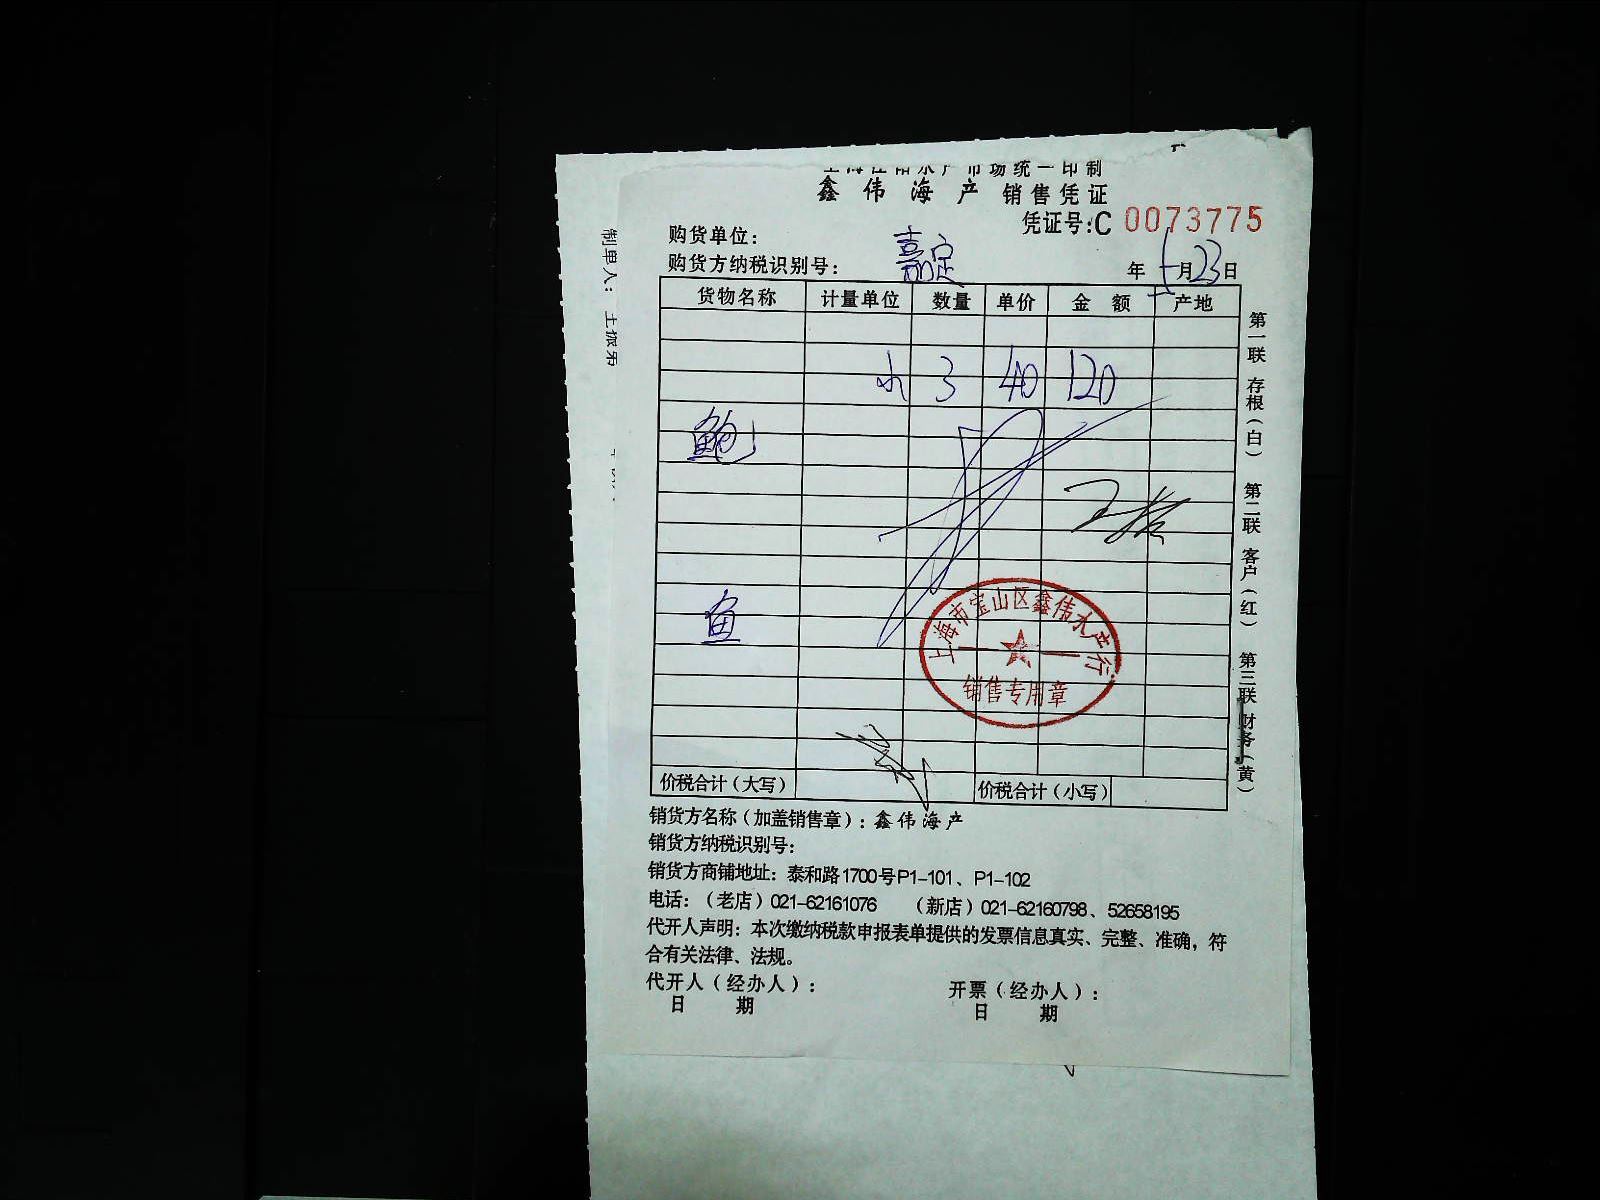 鑫伟海产 销售凭证
凭证号:C 0073775
购货单位: 嘉定
购货方纳税识别号:
年 月23日
货物名称 计量单位 数量 单价 金额 产地
小 3 40 120
鲍
鱼
上海市宝山区鑫伟水产行
销售专用章
价税合计(大写) 价税合计(小写)
销货方名称(加盖销售章):鑫伟海产
销货方纳税识别号:
销货方商铺地址:泰和路1700号P1-101、P1-102
电话:(老店)021-62161076 (新店)021-62160798、52658195
代开人声明:本次缴纳税款申报表单提供的发票信息真实、完整、准确,符
合有关法律、法规。
代开人(经办人): 开票(经办人):
日 期 日 期
第一联 存根(白) 第二联 客户(红) 第三联 财务(黄)
制单人: